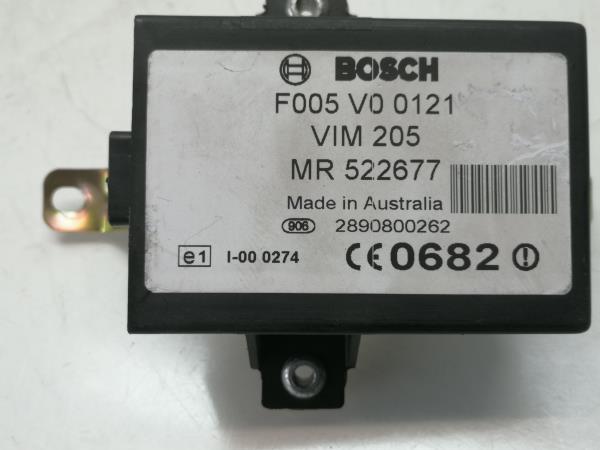 BOSCH
F005 V0 0121
VIM 205
MR 522677
Made in Australia
906 2890800262
e1 I-00 0274 CE0682